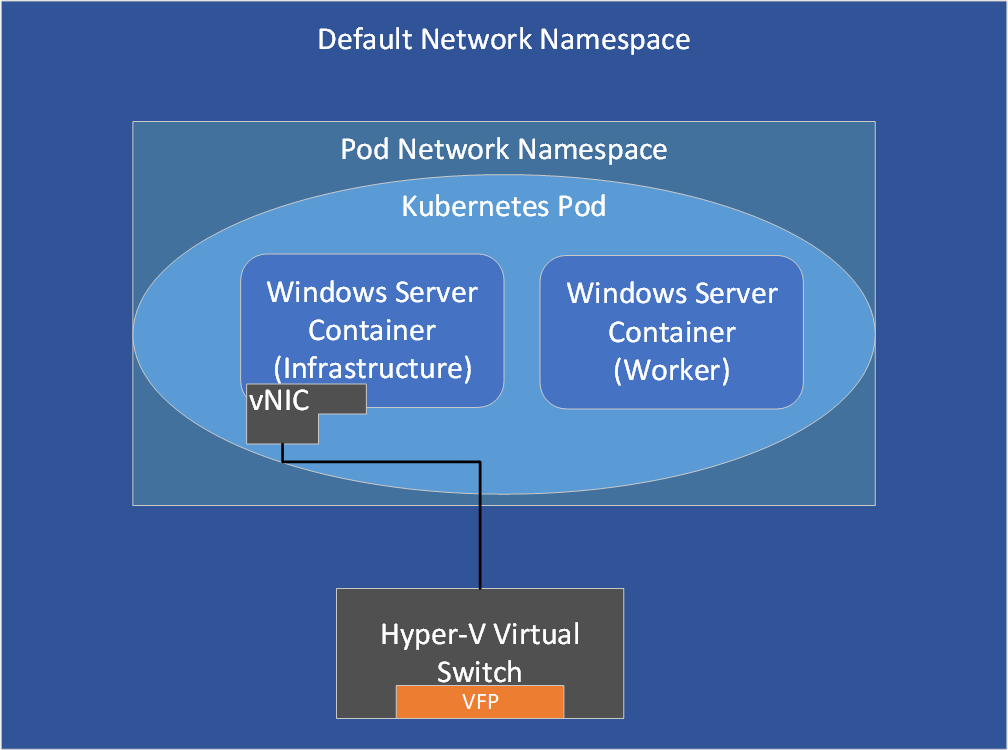 Default Network Namespace
Pod Network Namespace
Kubernetes Pod
Windows Server
Container
(Infrastructure)
Windows Server
Container
(Worker)
vNIC
Hyper-V Virtual
Switch
VFP